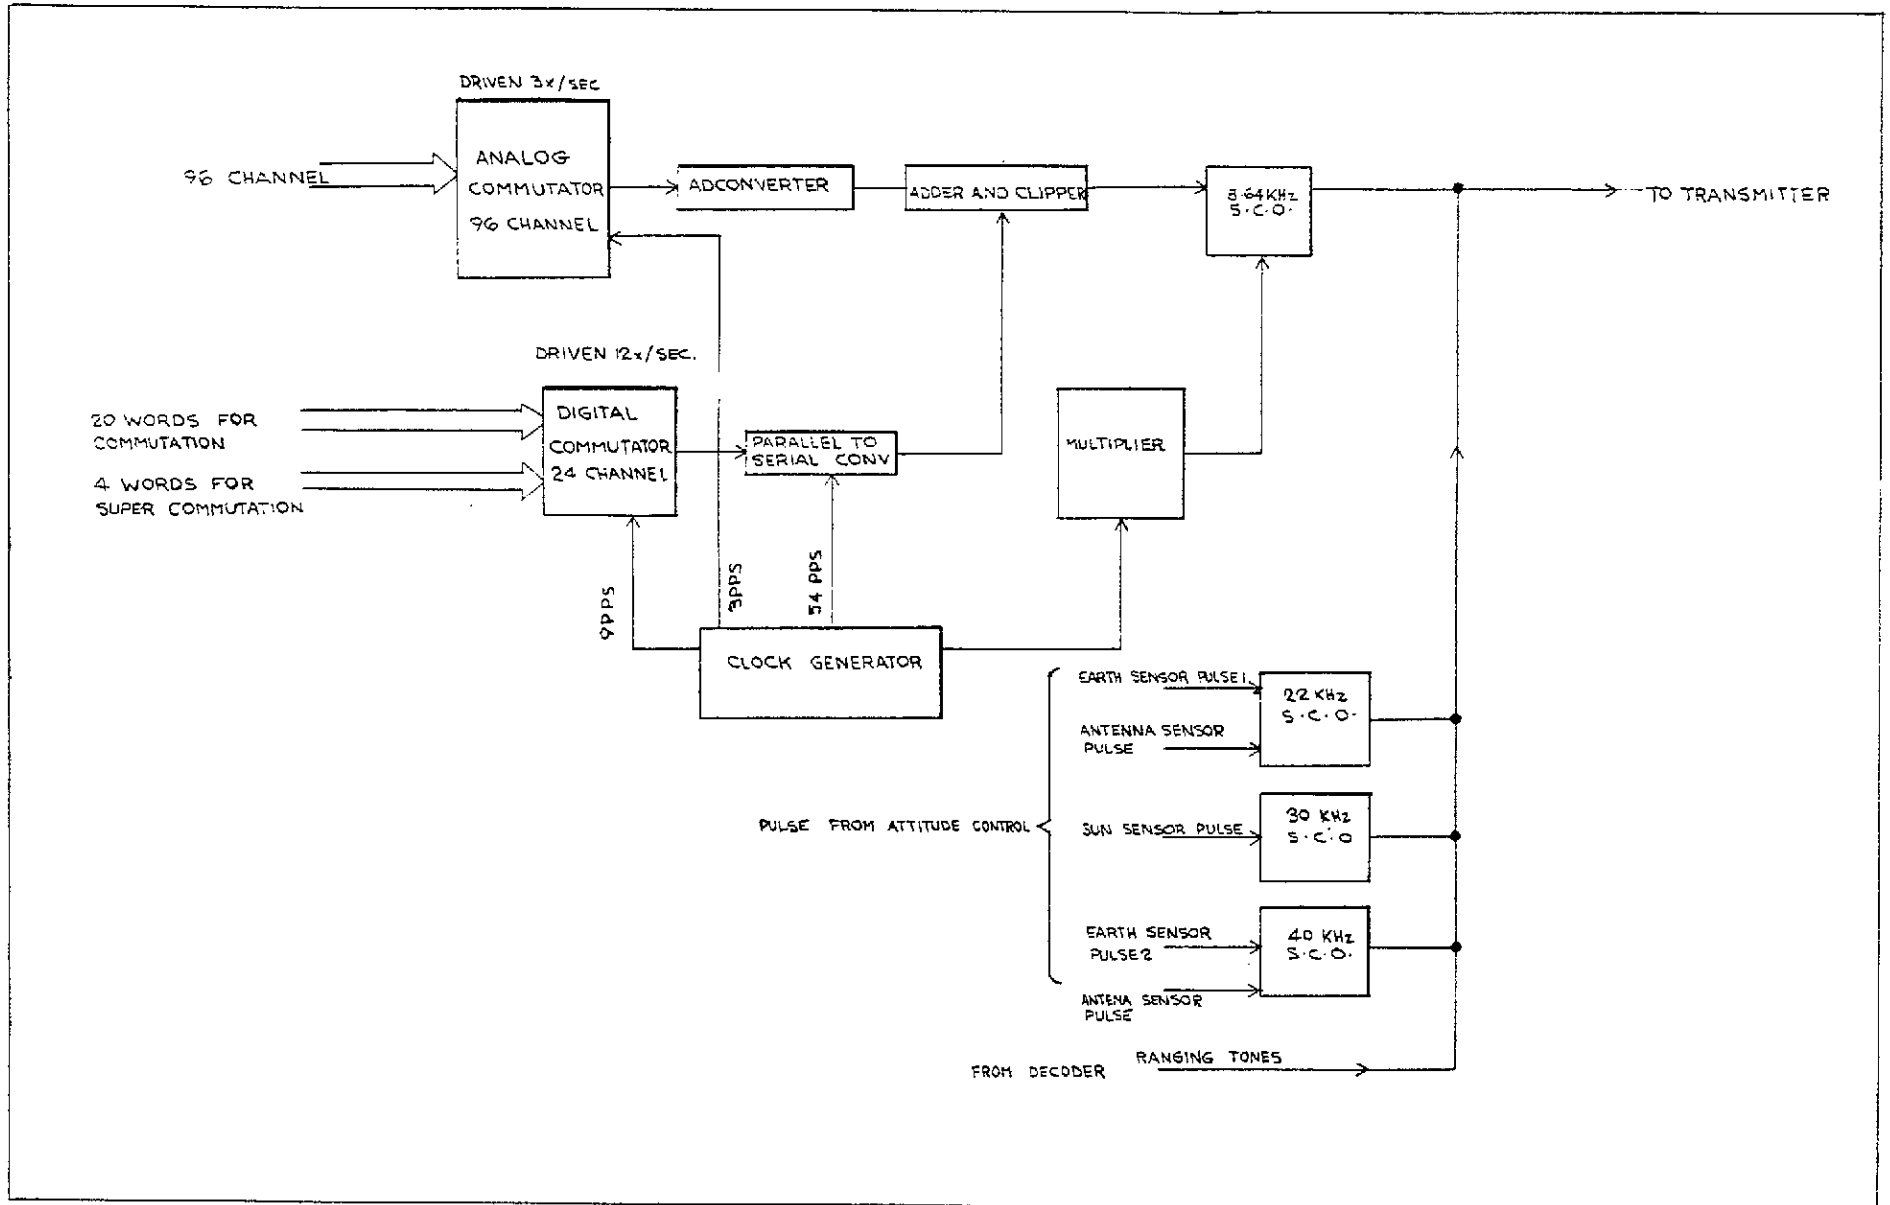 DRIVEN 3x/SEC
ANALOG
COMMUTATOR
96 CHANNEL
96 CHANNEL
ADCONVERTER
ADDER AND CLIPPER
8.64KHz
S.C.O.
TO TRANSMITTER
DRIVEN 12x/SEC.
20 WORDS FOR
COMMUTATION
4 WORDS FOR
SUPER COMMUTATION
DIGITAL
COMMUTATOR
24 CHANNEL
PARALLEL TO
SERIAL CONV
MULTIPLIER
9PPS
3PPS
54 PPS
CLOCK GENERATOR
PULSE FROM ATTITUDE CONTROL
EARTH SENSOR PULSE1.
ANTENNA SENSOR
PULSE
22 KHz
S.C.O.
SUN SENSOR PULSE
30 KHz
S.C.O
EARTH SENSOR
PULSE2
40 KHz
S.C.O.
ANTENA SENSOR
PULSE
FROM DECODER
RANGING TONES